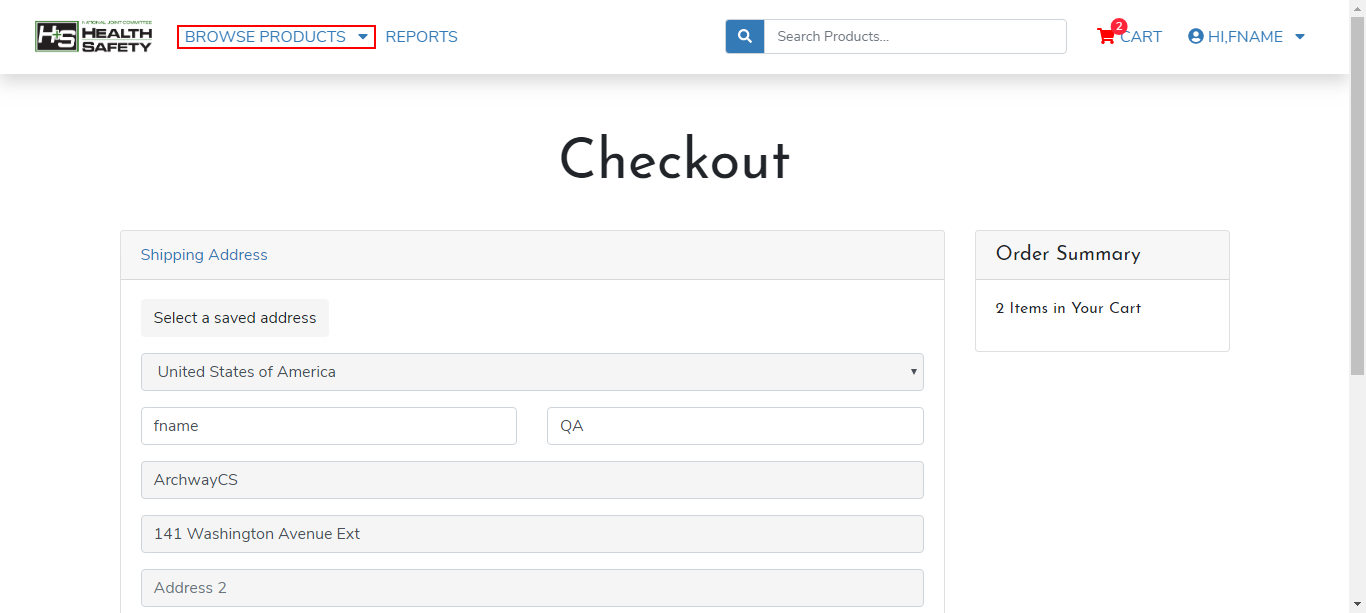 NATIONAL JOINT COMMITTEE
H+S HEALTH
SAFETY
BROWSE PRODUCTS
REPORTS
Search Products...
2
CART
HI,FNAME
Checkout
Shipping Address
Select a saved address
United States of America
fname
QA
ArchwayCS
141 Washington Avenue Ext
Address 2
Order Summary
2 Items in Your Cart